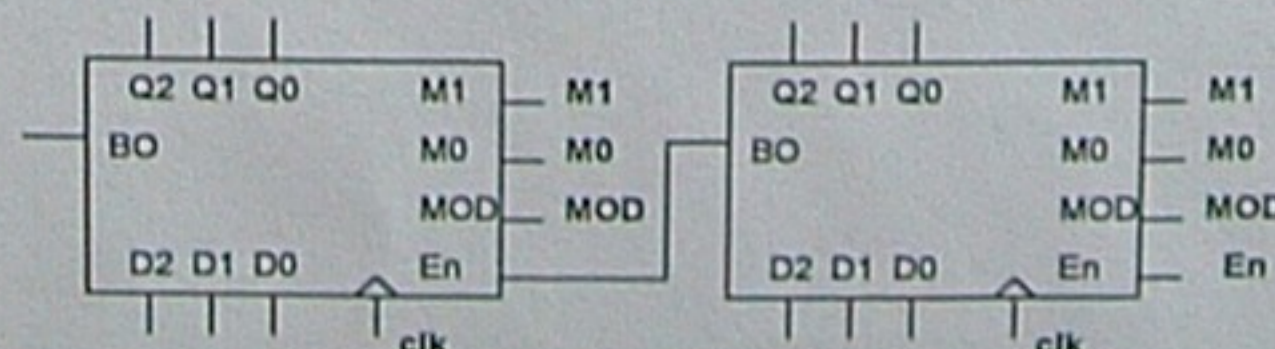 Q2 Q1 Q0 M1 M1 Q2 Q1 Q0 M1 M1
BO M0 M0 BO M0 M0
MOD MOD MOD MOD
D2 D1 D0 En D2 D1 D0 En En
clk clk